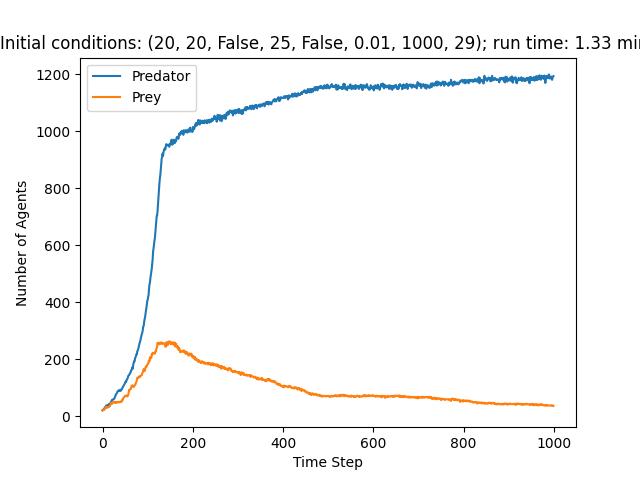 Initial conditions: (20, 20, False, 25, False, 0.01, 1000, 29); run time: 1.33 mi
Predator
Prey
1200
1000
800
600
400
200
0
Number of Agents
0 200 400 600 800 1000
Time Step